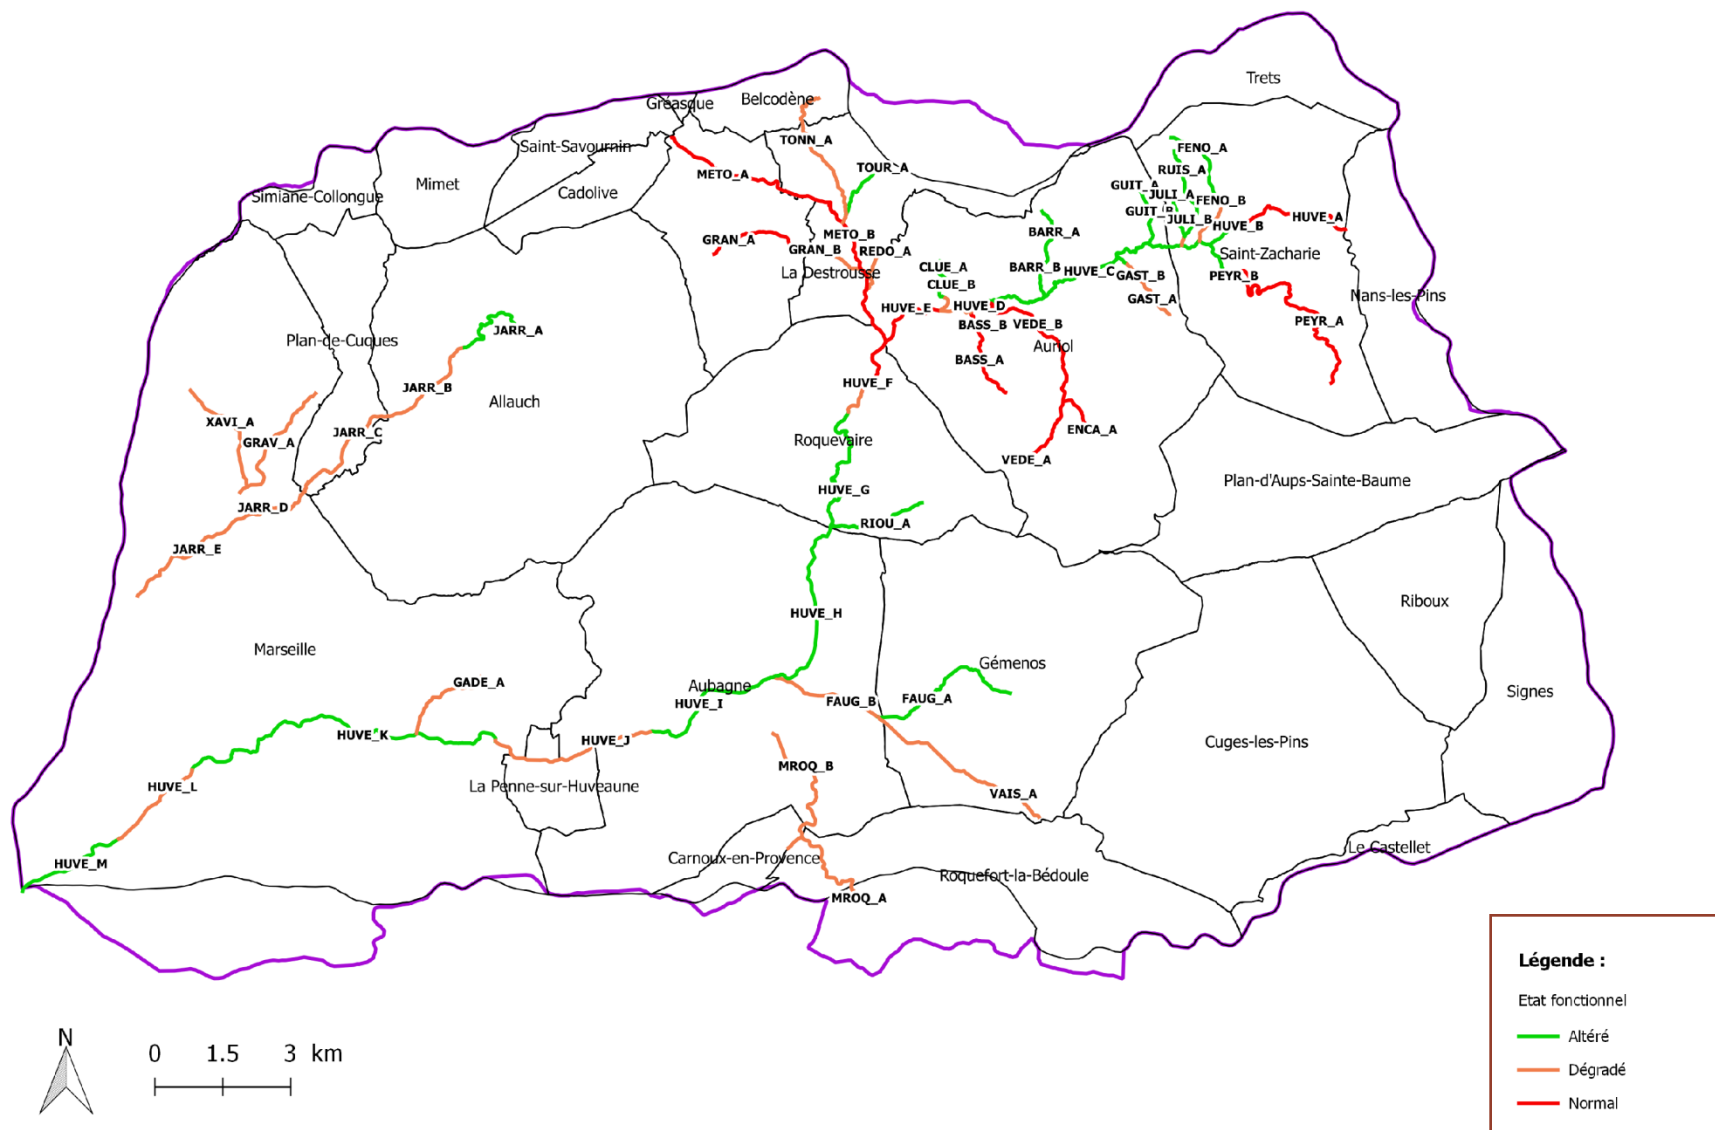 Trets
Gréasque
Belcodène
TONN_A
Saint-Savournin
FENO_A
TOUR_A
RUIS_A
METO_A
Mimet
Cadolive
GUIT_A
JULI_A
Simiane-Collongue
FENO_B
GUIT_B
JULI_B
HUVE_A
HUVE_B
BARR_A
METO_B
GRAN_A
GRAN_B
REDO_A
Saint-Zacharie
CLUE_A
BARR_B
La Destrousse
HUVE_C
GAST_B
PEYR_B
CLUE_B
Nans-les-Pins
GAST_A
HUVE_E
HUVE_D
PEYR_A
BASS_B
VEDE_B
JARR_A
Plan-de-Cuques
Auriol
BASS_A
HUVE_F
JARR_B
Allauch
XAVI_A
ENCA_A
JARR_C
GRAV_A
Roquevaire
VEDE_A
Plan-d'Aups-Sainte-Baume
HUVE_G
JARR_D
RIOU_A
JARR_E
Riboux
HUVE_H
Marseille
Gémenos
GADE_A
Aubagne
Signes
FAUG_A
FAUG_B
HUVE_I
HUVE_K
HUVE_J
Cuges-les-Pins
MROQ_B
HUVE_L
La Penne-sur-Huveaune
VAIS_A
Le Castellet
Carnoux-en-Provence
HUVE_M
Roquefort-la-Bédoule
MROQ_A
Légende :
Etat fonctionnel
Altéré
Dégradé
Normal
N
0 1.5 3 km